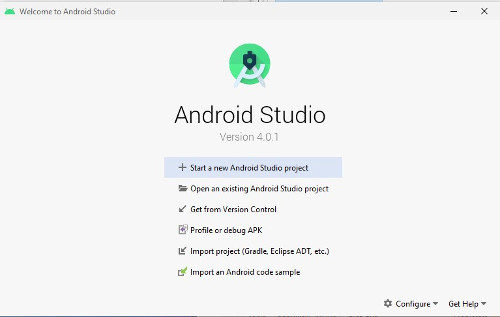 Welcome to Android Studio
Android Studio
Version 4.0.1
Start a new Android Studio project
Open an existing Android Studio project
Get from Version Control
Profile or debug APK
Import project (Gradle, Eclipse ADT, etc.)
Import an Android code sample
Configure Get Help